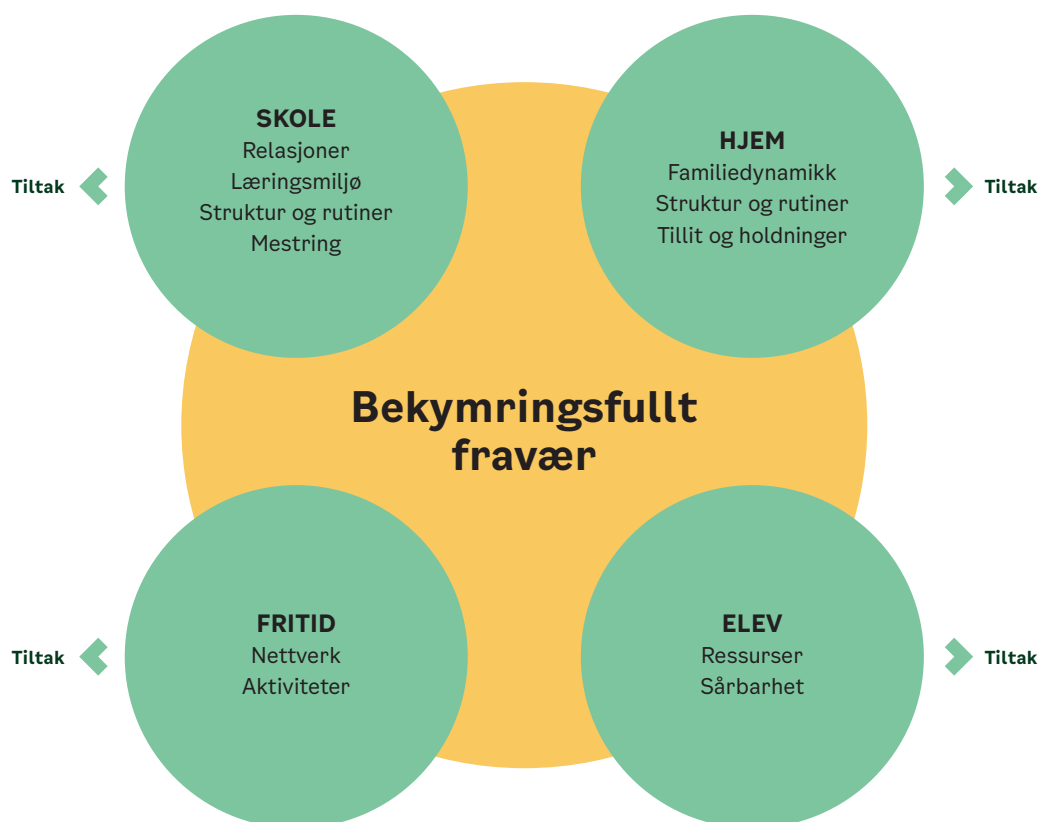 SKOLE
Relasjoner
Læringsmiljø
Struktur og rutiner
Mestring
Tiltak
HJEM
Familiedynamikk
Struktur og rutiner
Tillit og holdninger
Tiltak
Bekymringsfullt
fravær
FRITID
Nettverk
Aktiviteter
Tiltak
ELEV
Ressurser
Sårbarhet
Tiltak